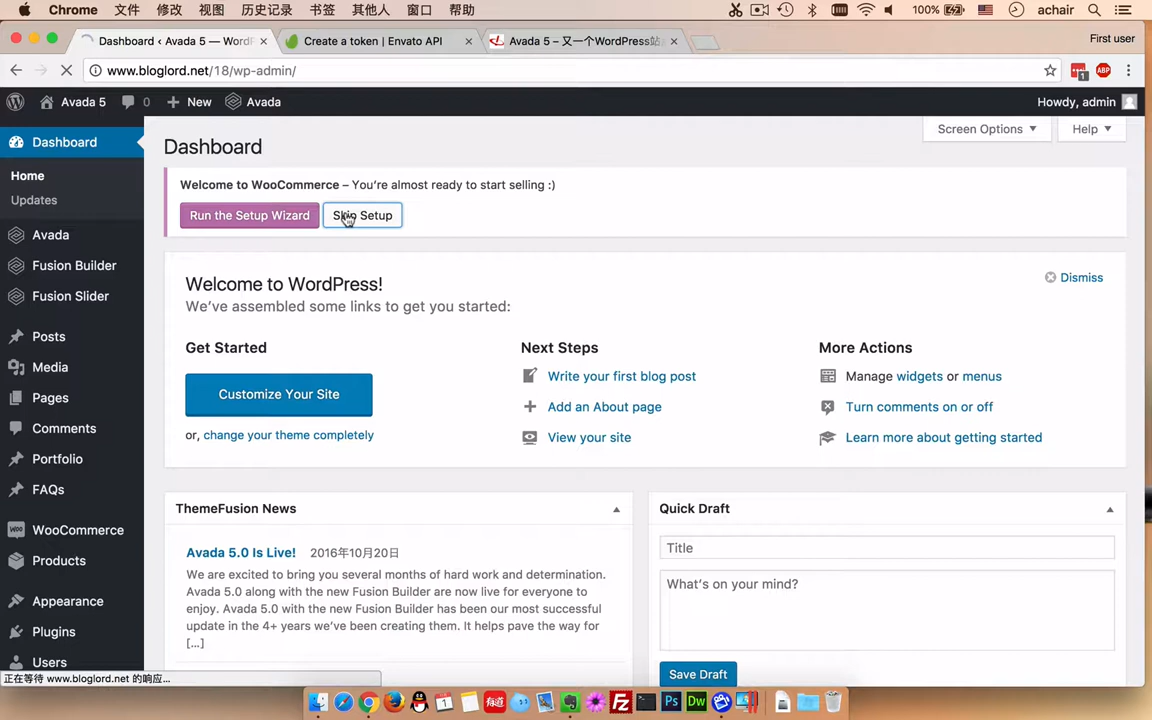 Chrome 文件 修改 视图 历史记录 书签 其他人 窗口 帮助 100% achair
Dashboard ‹ Avada 5 — WordP Create a token | Envato API Avada 5 – 又一个WordPress站 First user
www.bloglord.net/18/wp-admin/ 1 ABP
Avada 5 0 New Avada Howdy, admin
Dashboard
Home
Updates
Avada
Fusion Builder
Fusion Slider
Posts
Media
Pages
Comments
Portfolio
FAQs
WooCommerce
Products
Appearance
Plugins
Users
Screen Options Help
Dashboard
Welcome to WooCommerce – You're almost ready to start selling :)
Run the Setup Wizard Skip Setup
Welcome to WordPress!
We've assembled some links to get you started:
Dismiss
Get Started
Customize Your Site
or, change your theme completely
Next Steps
Write your first blog post
Add an About page
View your site
More Actions
Manage widgets or menus
Turn comments on or off
Learn more about getting started
ThemeFusion News
Avada 5.0 Is Live! 2016年10月20日
We are excited to bring you several months of hard work and determination.
Avada 5.0 along with the new Fusion Builder are now live for everyone to
enjoy. Avada 5.0 with the new Fusion Builder has been our most successful
update in the 4+ years we've been creating them. It helps pave the way for
[…]
Quick Draft
Title
What's on your mind?
Save Draft
正在等待 www.bloglord.net 的响应...
1 有道 FZ Ps Dw